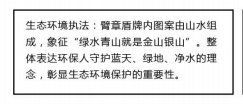 生态环境执法：臂章盾牌内图案由山水组
成，象征“绿水青山就是金山银山”。整
体表达环保人守护蓝天、绿地、净水的理
念，彰显生态环境保护的重要性。